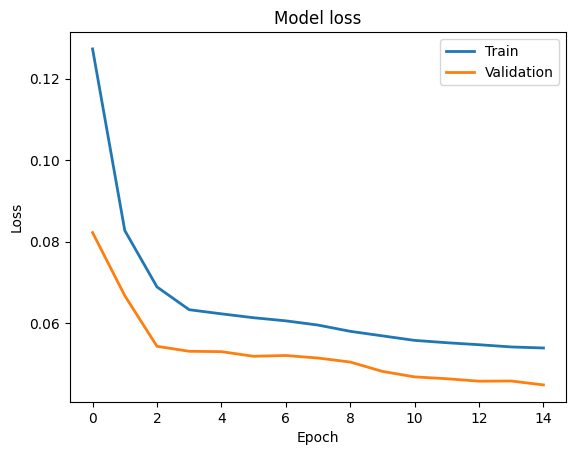 Model loss
Train
Validation
0.12
0.10
0.08
0.06
Loss
0 2 4 6 8 10 12 14
Epoch